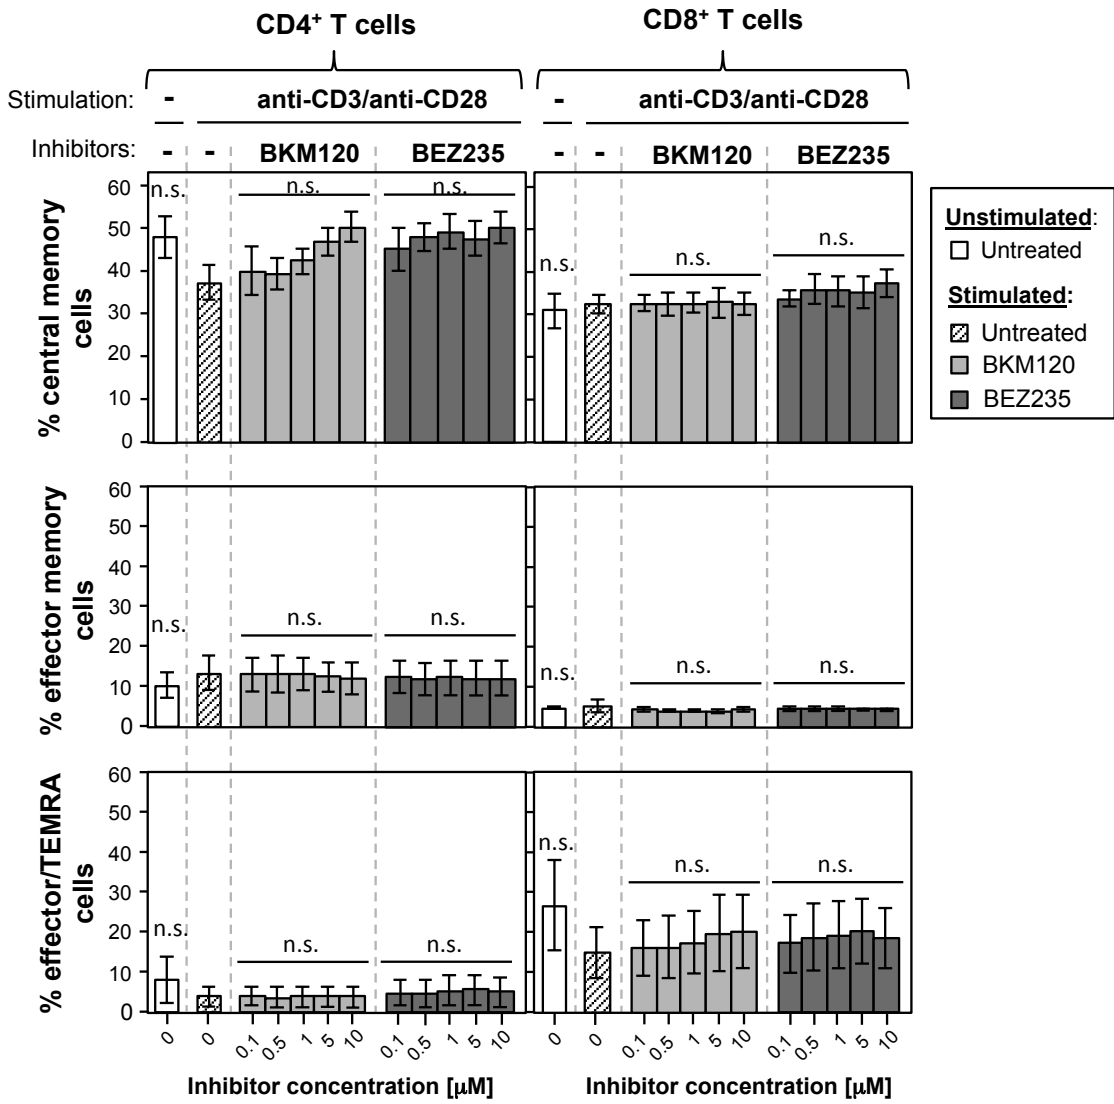 CD4+ T cells CD8+ T cells
Stimulation: - anti-CD3/anti-CD28 - anti-CD3/anti-CD28
Inhibitors: - - BKM120 BEZ235 - - BKM120 BEZ235
% central memory
cells
60
50
40
30
20
10
0
n.s. n.s. n.s. n.s. n.s. n.s.
Unstimulated:
Untreated
Stimulated:
Untreated
BKM120
BEZ235
% effector memory
cells
60
50
40
30
20
10
0
n.s. n.s. n.s. n.s. n.s. n.s.
% effector/TEMRA
cells
60
50
40
30
20
10
0
n.s. n.s. n.s. n.s. n.s. n.s.
0 0 0.1 0.5 1 5 10 0.1 0.5 1 5 10 0 0 0.1 0.5 1 5 10 0.1 0.5 1 5 10
Inhibitor concentration [μM] Inhibitor concentration [μM]